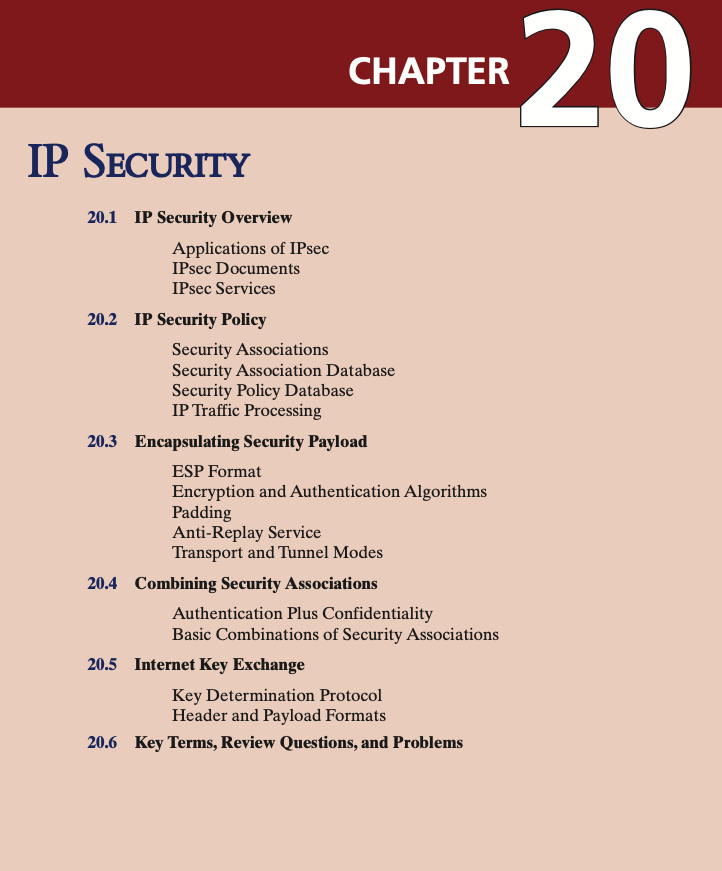 CHAPTER 20
IP SECURITY
20.1 IP Security Overview
Applications of IPsec
IPsec Documents
IPsec Services
20.2 IP Security Policy
Security Associations
Security Association Database
Security Policy Database
IP Traffic Processing
20.3 Encapsulating Security Payload
ESP Format
Encryption and Authentication Algorithms
Padding
Anti-Replay Service
Transport and Tunnel Modes
20.4 Combining Security Associations
Authentication Plus Confidentiality
Basic Combinations of Security Associations
20.5 Internet Key Exchange
Key Determination Protocol
Header and Payload Formats
20.6 Key Terms, Review Questions, and Problems